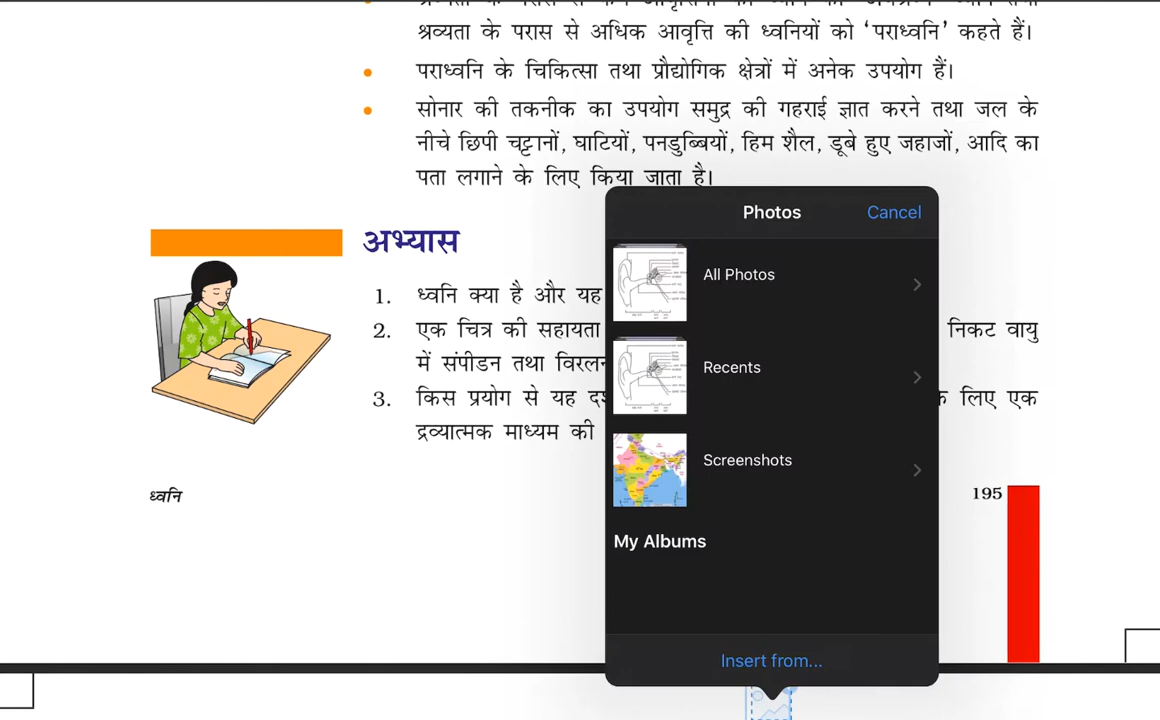 श्रव्यता के परास से अधिक आवृत्ति की ध्वनियों को ‘पराध्वनि’ कहते हैं।
• पराध्वनि के चिकित्सा तथा प्रौद्योगिक क्षेत्रों में अनेक उपयोग हैं।
• सोनार की तकनीक का उपयोग समुद्र की गहराई ज्ञात करने तथा जल के
नीचे छिपी चट्टानों, घाटियों, पनडुब्बियों, हिम शैल, डूबे हुए जहाजों, आदि का
पता लगाने के लिए किया जाता है।
अभ्यास
1. ध्वनि क्या है और यह
2. एक चित्र की सहायता निकट वायु
में संपीडन तथा विरलन
3. किस प्रयोग से यह के लिए एक
द्रव्यात्मक माध्यम की
ध्वनि
195
Photos
Cancel
All Photos
Recents
Screenshots
My Albums
Insert from...